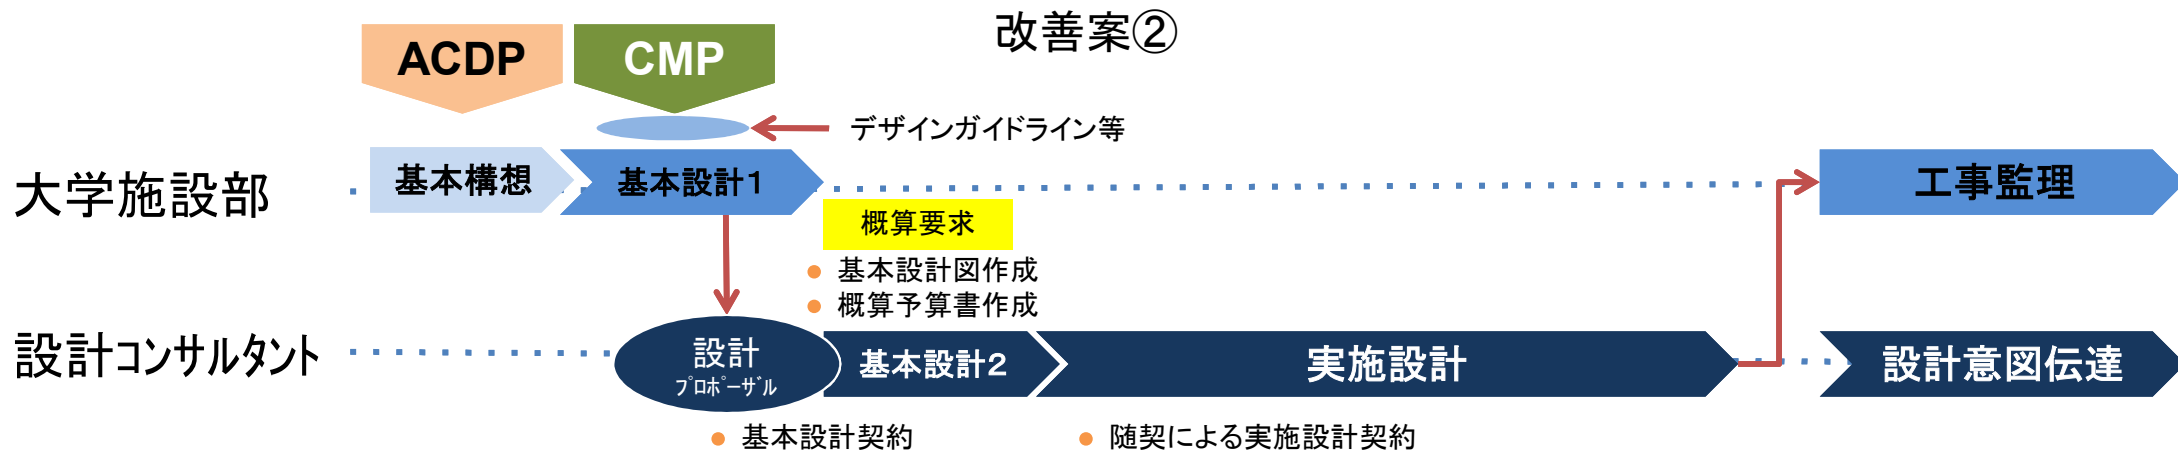 改善案②
ACDP
CMP
デザインガイドライン等
大学施設部
基本構想
基本設計１
工事監理
概算要求
● 基本設計図作成
● 概算予算書作成
設計コンサルタント
設計
ﾌﾟﾛﾎﾟｰｻﾞﾙ
基本設計２
実施設計
設計意図伝達
● 基本設計契約
● 随契による実施設計契約